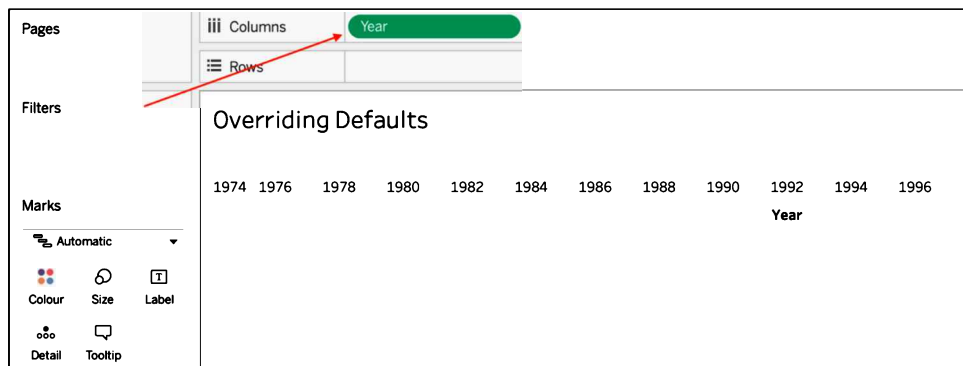 Pages
Columns Year
Rows
Filters
Overriding Defaults
1974 1976 1978 1980 1982 1984 1986 1988 1990 1992 1994 1996
Year
Marks
Automatic
T
Colour Size Label
Detail Tooltip